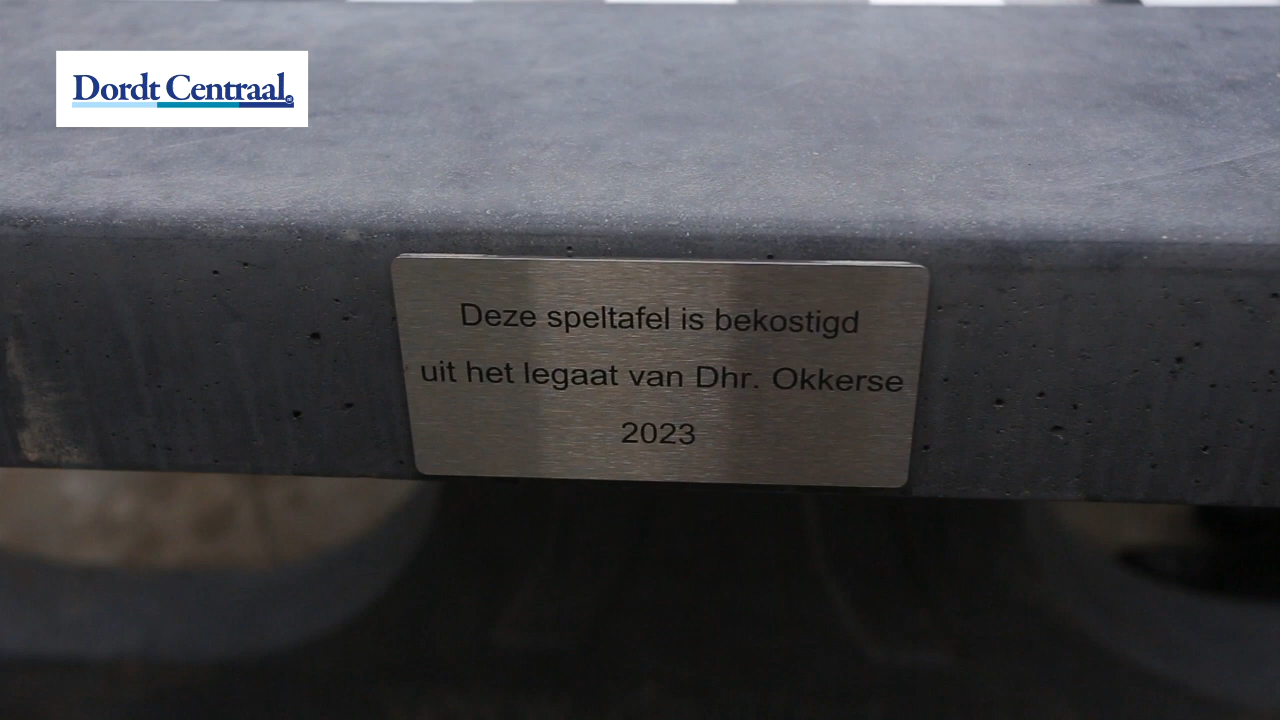 Dordt Centraal®
Deze speltafel is bekostigd
uit het legaat van Dhr. Okkerse
2023